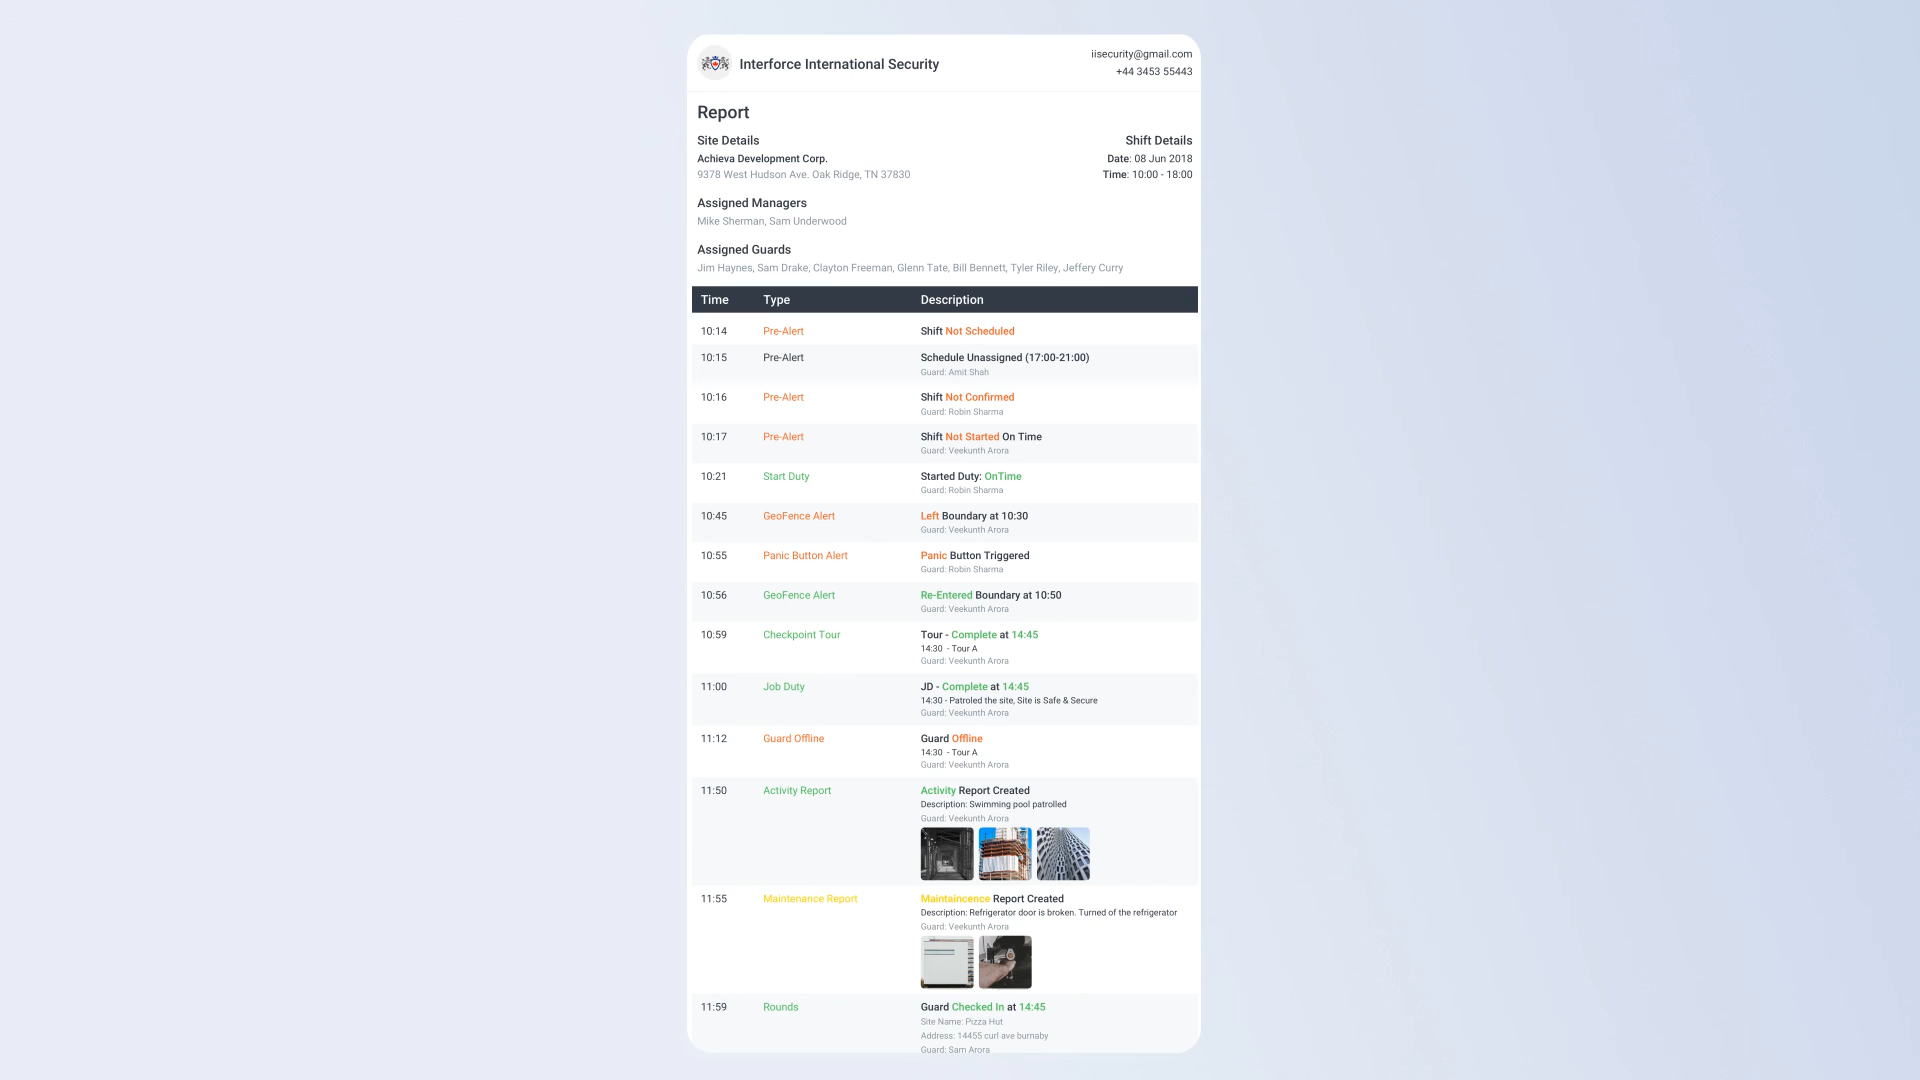 Interforce International Security
iisecurity@gmail.com
+44 3453 55443
Report
Site Details
Shift Details
Achieva Development Corp.
Date: 08 Jun 2018
9378 West Hudson Ave. Oak Ridge, TN 37830
Time: 10:00 - 18:00
Assigned Managers
Mike Sherman, Sam Underwood
Assigned Guards
Jim Haynes, Sam Drake, Clayton Freeman, Glenn Tate, Bill Bennett, Tyler Riley, Jeffery Curry
Time Type Description
10:14 Pre-Alert Shift Not Scheduled
10:15 Pre-Alert Schedule Unassigned (17:00-21:00)
Guard: Amit Shah
10:16 Pre-Alert Shift Not Confirmed
Guard: Robin Sharma
10:17 Pre-Alert Shift Not Started On Time
Guard: Veekunth Arora
10:21 Start Duty Started Duty: OnTime
Guard: Robin Sharma
10:45 GeoFence Alert Left Boundary at 10:30
Guard: Veekunth Arora
10:55 Panic Button Alert Panic Button Triggered
Guard: Robin Sharma
10:56 GeoFence Alert Re-Entered Boundary at 10:50
Guard: Veekunth Arora
10:59 Checkpoint Tour Tour - Complete at 14:45
14:30 - Tour A
Guard: Veekunth Arora
11:00 Job Duty JD - Complete at 14:45
14:30 - Patroled the site, Site is Safe & Secure
Guard: Veekunth Arora
11:12 Guard Offline Guard Offline
14:30 - Tour A
Guard: Veekunth Arora
11:50 Activity Report Activity Report Created
Description: Swimming pool patrolled
Guard: Veekunth Arora
11:55 Maintenance Report Maintaincence Report Created
Description: Refrigerator door is broken. Turned of the refrigerator
Guard: Veekunth Arora
11:59 Rounds Guard Checked In at 14:45
Site Name: Pizza Hut
Address: 14455 curl ave burnaby
Guard: Sam Arora